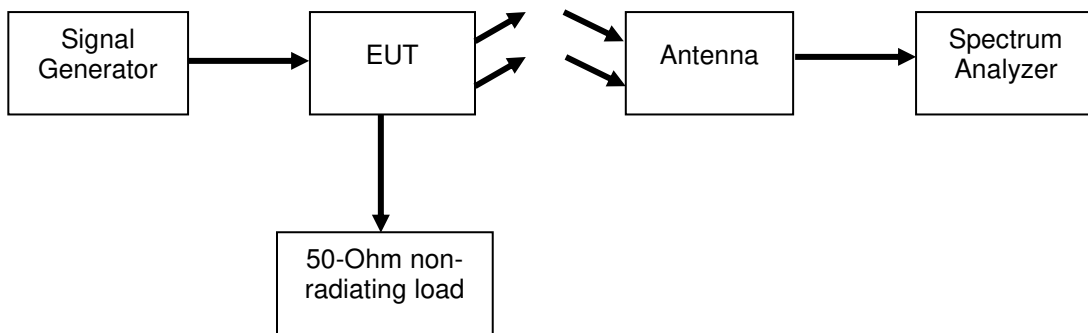 Signal
Generator
EUT
Antenna
Spectrum
Analyzer
50-Ohm non-
radiating load